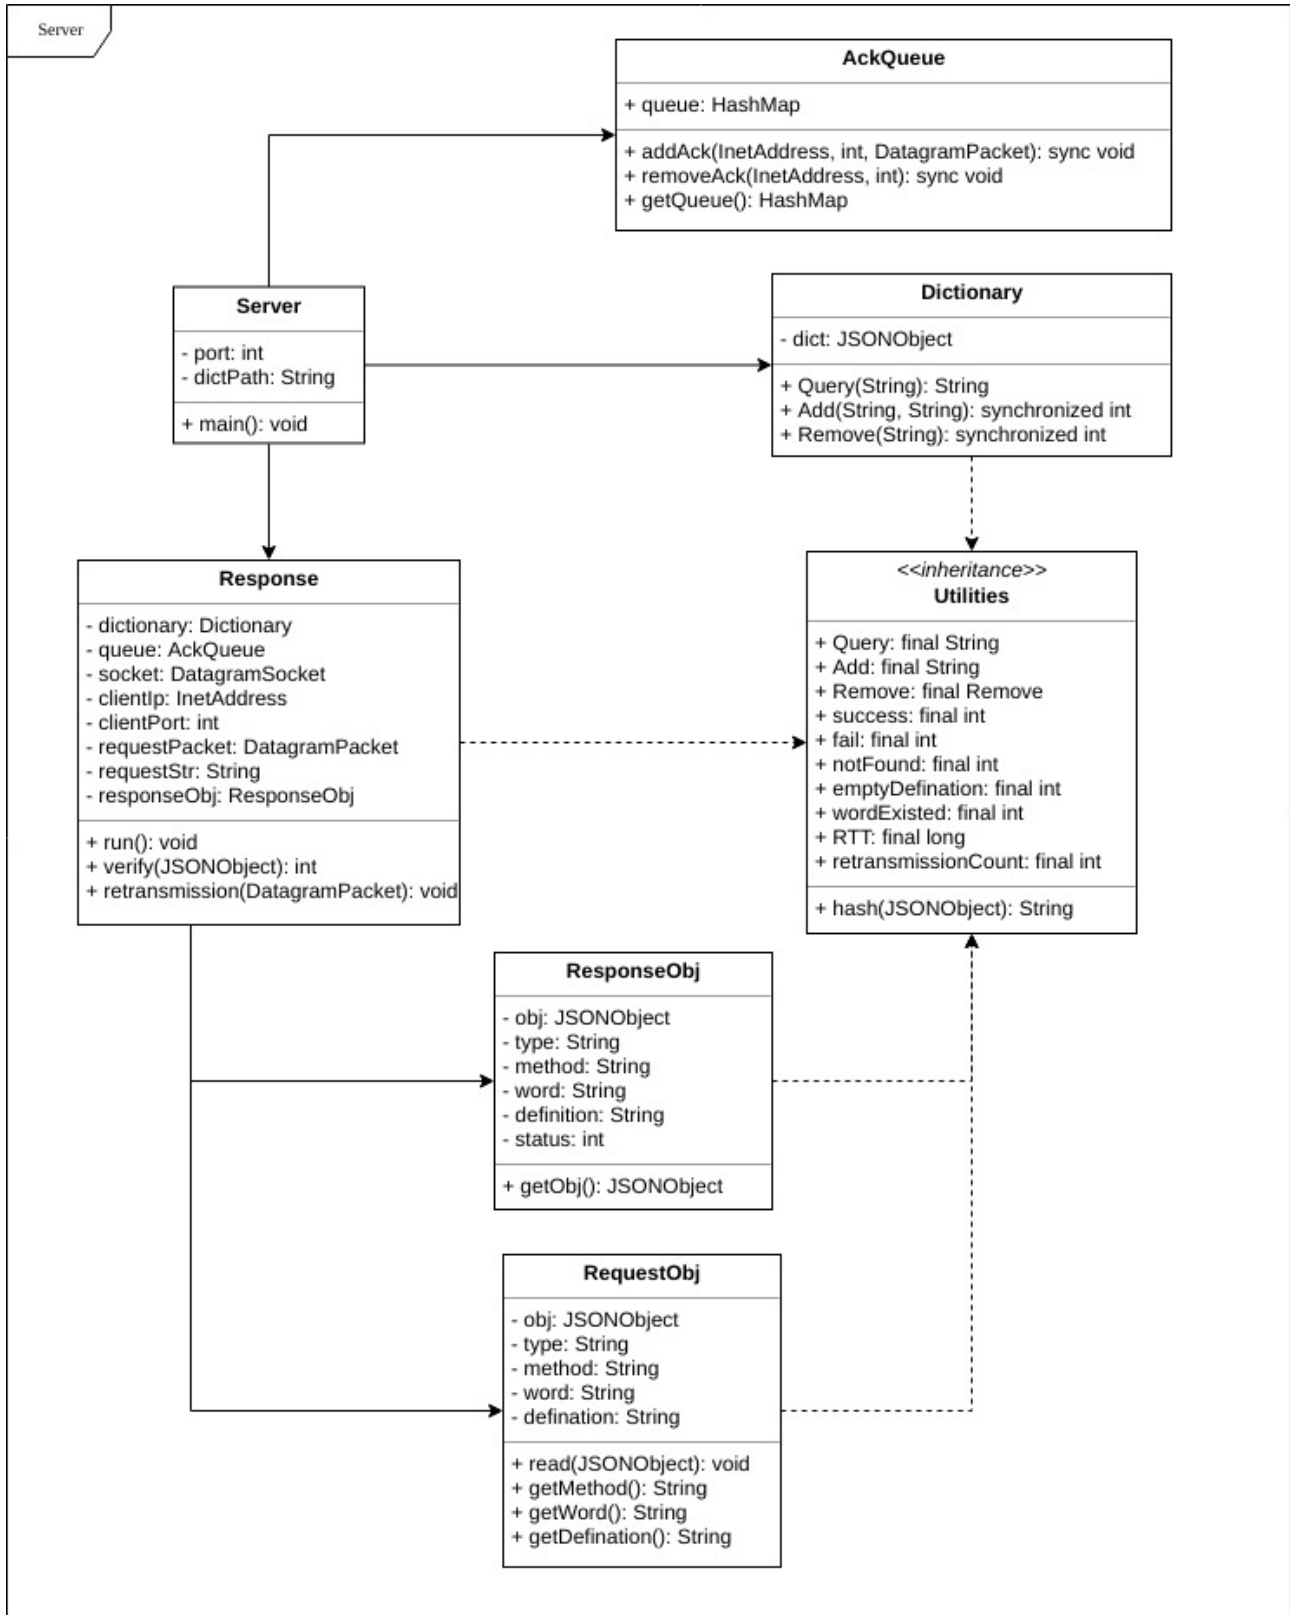 Server
AckQueue
+ queue: HashMap
+ addAck(InetAddress, int, DatagramPacket): sync void
+ removeAck(InetAddress, int): sync void
+ getQueue(): HashMap
Server
- port: int
- dictPath: String
+ main(): void
Dictionary
- dict: JSONObject
+ Query(String): String
+ Add(String, String): synchronized int
+ Remove(String): synchronized int
Response
- dictionary: Dictionary
- queue: AckQueue
- socket: DatagramSocket
- clientIp: InetAddress
- clientPort: int
- requestPacket: DatagramPacket
- requestStr: String
- responseObj: ResponseObj
+ run(): void
+ verify(JSONObject): int
+ retransmission(DatagramPacket): void
<<inheritance>>
Utilities
+ Query: final String
+ Add: final String
+ Remove: final Remove
+ success: final int
+ fail: final int
+ notFound: final int
+ emptyDefination: final int
+ wordExisted: final int
+ RTT: final long
+ retransmissionCount: final int
+ hash(JSONObject): String
ResponseObj
- obj: JSONObject
- type: String
- method: String
- word: String
- definition: String
- status: int
+ getObj(): JSONObject
RequestObj
- obj: JSONObject
- type: String
- method: String
- word: String
- defination: String
+ read(JSONObject): void
+ getMethod(): String
+ getWord(): String
+ getDefination(): String